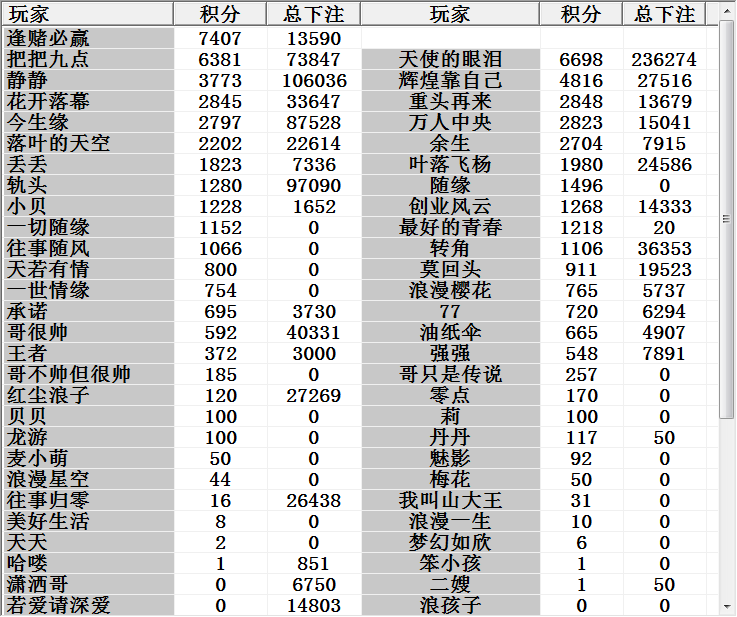 玩家 积分 总下注 玩家 积分 总下注
逢赌必赢 7407 13590
把把九点 6381 73847 天使的眼泪 6698 236274
静静 3773 106036 辉煌靠自己 4816 27516
花开落幕 2845 33647 重头再来 2848 13679
今生缘 2797 87528 万人中央 2823 15041
落叶的天空 2202 22614 余生 2704 7915
丢丢 1823 7336 叶落飞杨 1980 24586
轨头 1280 97090 随缘 1496 0
小贝 1228 1652 创业风云 1268 14333
一切随缘 1152 0 最好的青春 1218 20
往事随风 1066 0 转角 1106 36353
天若有情 800 0 莫回头 911 19523
一世情缘 754 0 浪漫樱花 765 5737
承诺 695 3730 77 720 6294
哥很帅 592 40331 油纸伞 665 4907
王者 372 3000 强强 548 7891
哥不帅但很帅 185 0 哥只是传说 257 0
红尘浪子 120 27269 零点 170 0
贝贝 100 0 莉 100 0
龙游 100 0 丹丹 117 50
麦小萌 50 0 魅影 92 0
浪漫星空 44 0 梅花 50 0
往事归零 16 26438 我叫山大王 31 0
美好生活 8 0 浪漫一生 10 0
天天 2 0 梦幻如欣 6 0
哈喽 1 851 笨小孩 1 0
潇洒哥 0 6750 二嫂 1 50
若爱请深爱 0 14803 浪孩子 0 0